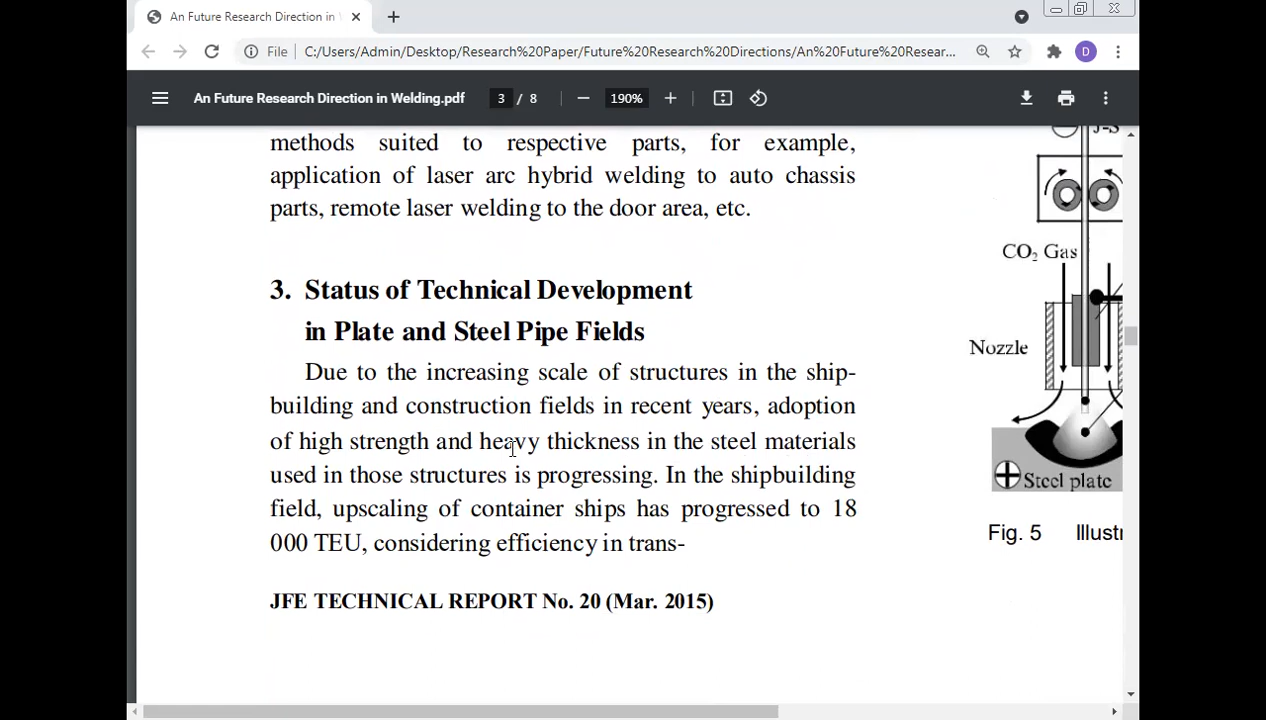 An Future Research Direction in
File C:/Users/Admin/Desktop/Research%20Paper/Future%20Research%20Directions/An%20Future%20Resear...
D
An Future Research Direction in Welding.pdf 3 / 8 190%
methods suited to respective parts, for example,
application of laser arc hybrid welding to auto chassis
parts, remote laser welding to the door area, etc.
3. Status of Technical Development
in Plate and Steel Pipe Fields
Due to the increasing scale of structures in the ship-
building and construction fields in recent years, adoption
of high strength and heavy thickness in the steel materials
used in those structures is progressing. In the shipbuilding
field, upscaling of container ships has progressed to 18
000 TEU, considering efficiency in trans-
JFE TECHNICAL REPORT No. 20 (Mar. 2015)
CO₂ Gas
Nozzle
Steel plate
Fig. 5 Illustr